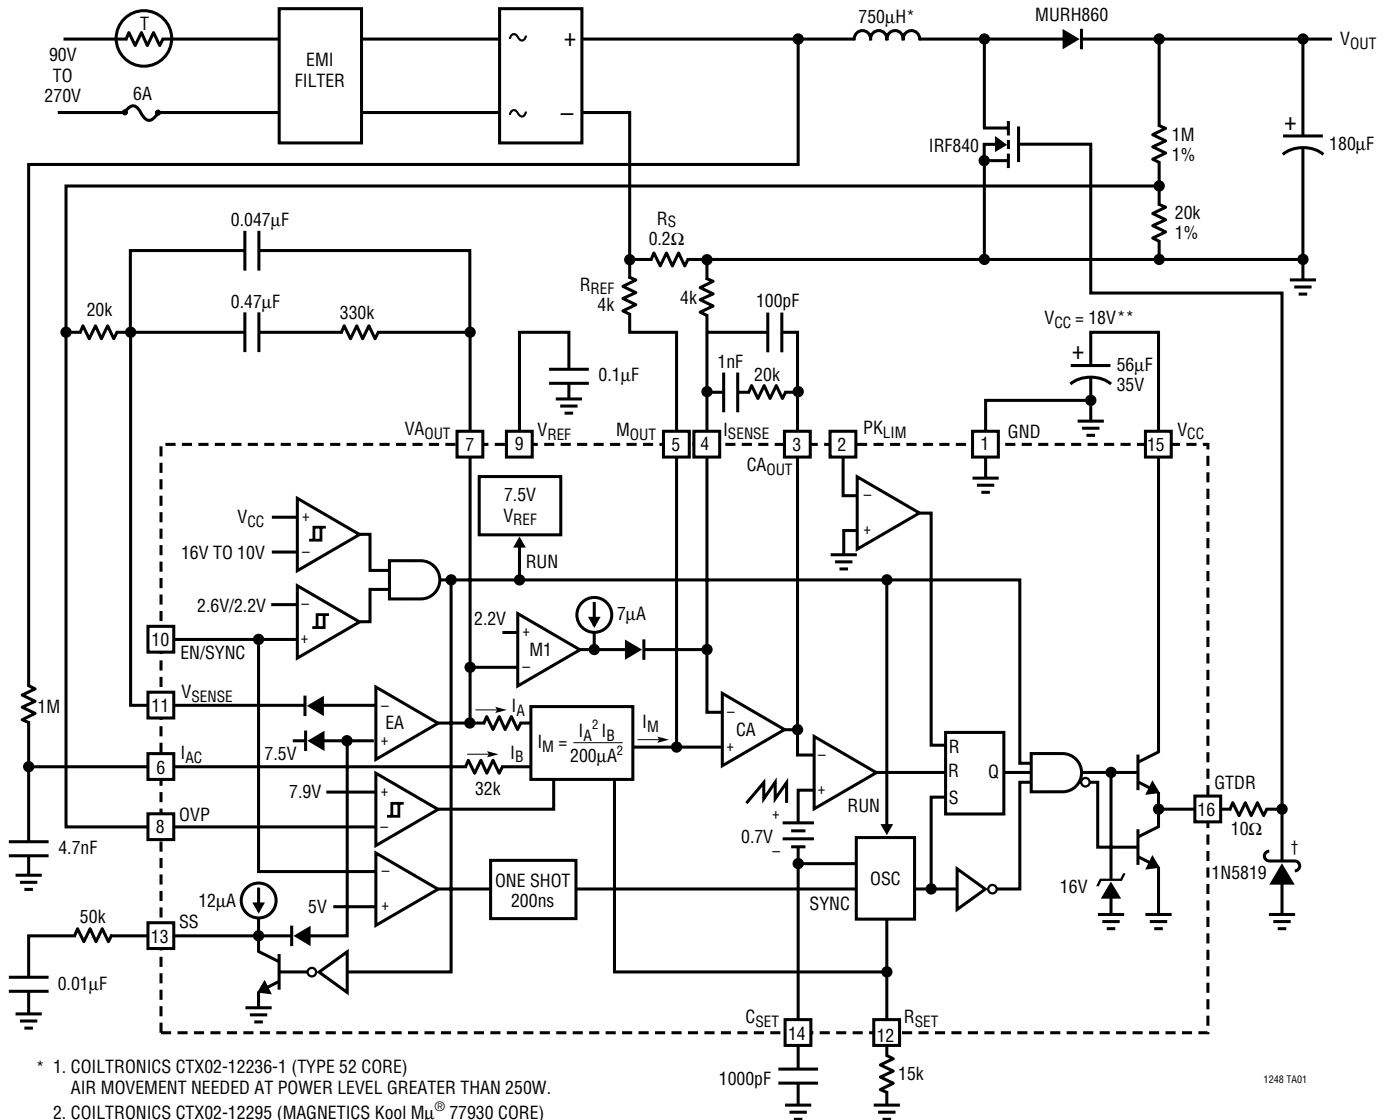 750µH*
MURH860
VOUT
T
90V
TO
270V
6A
EMI
FILTER
~ +
~ −
IRF840
1M
1%
+
180µF
20k
1%
0.047µF
RS
0.2Ω
RREF
4k
4k
100pF
20k
0.47µF
330k
0.1µF
1nF
20k
VCC = 18V**
+
56µF
35V
VAOUT
7
9
VREF
MOUT
5
4
ISENSE
3
CAOUT
2
PKLIM
1
GND
15
VCC
7.5V
VREF
RUN
VCC
+
16V TO 10V
−
2.6V/2.2V
−
+
10
EN/SYNC
2.2V
+
M1
−
7µA
−
+
11
VSENSE
−
EA
+
7.5V
IA
IB
32k
IM = IA² IB
200µA²
IM
−
CA
+
−
+
RUN
R
R
S
Q
1M
6
IAC
7.9V
+
−
8
OVP
4.7nF
0.7V
+
−
OSC
SYNC
GTDR
16
10Ω
†
1N5819
16V
−
+
5V
ONE SHOT
200ns
12µA
50k
13
SS
0.01µF
CSET
14
12
RSET
1000pF
15k
* 1. COILTRONICS CTX02-12236-1 (TYPE 52 CORE)
AIR MOVEMENT NEEDED AT POWER LEVEL GREATER THAN 250W.
2. COILTRONICS CTX02-12295 (MAGNETICS Kool Mµ® 77930 CORE)
1248 TA01